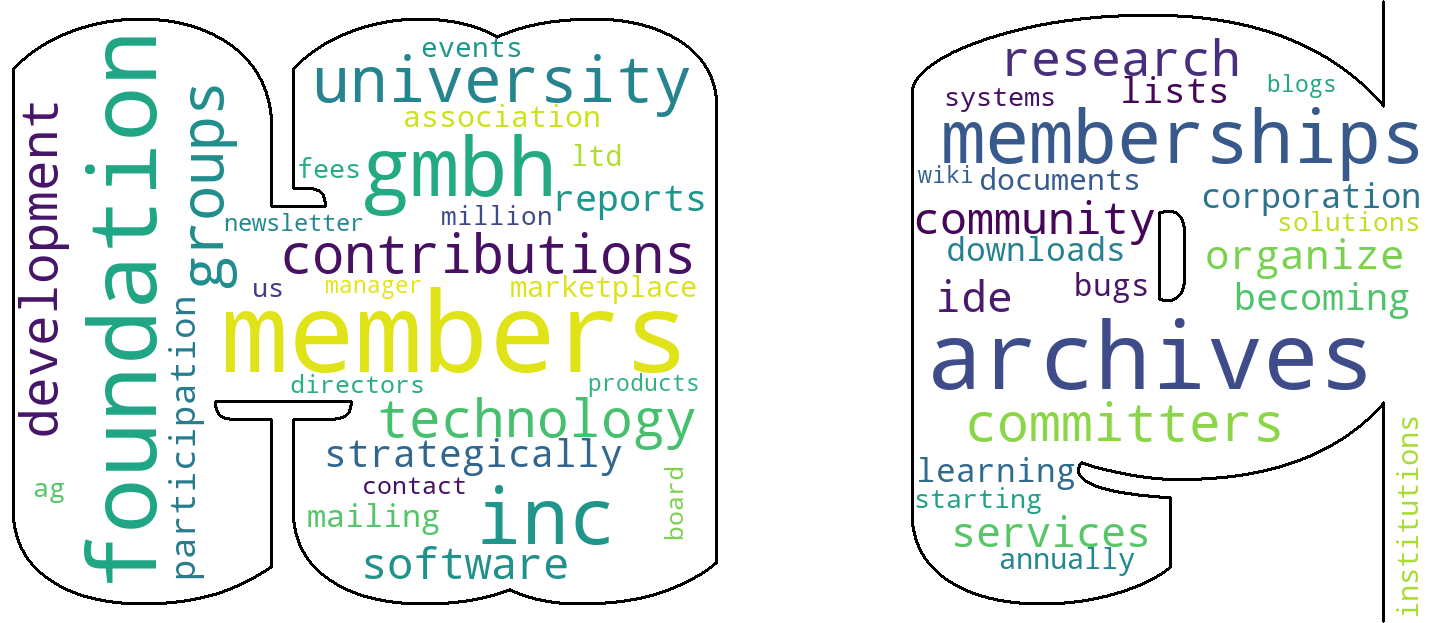 development
foundation
groups
participation
ag
events
university
association
fees
gmbh
ltd
reports
newsletter
million
contributions
us
manager
marketplace
members
directors
products
technology
strategically
contact
inc
board
mailing
software
research
systems
lists
blogs
memberships
wiki
documents
corporation
community
solutions
downloads
organize
ide
bugs
becoming
archives
committers
learning
starting
services
annually
institutions